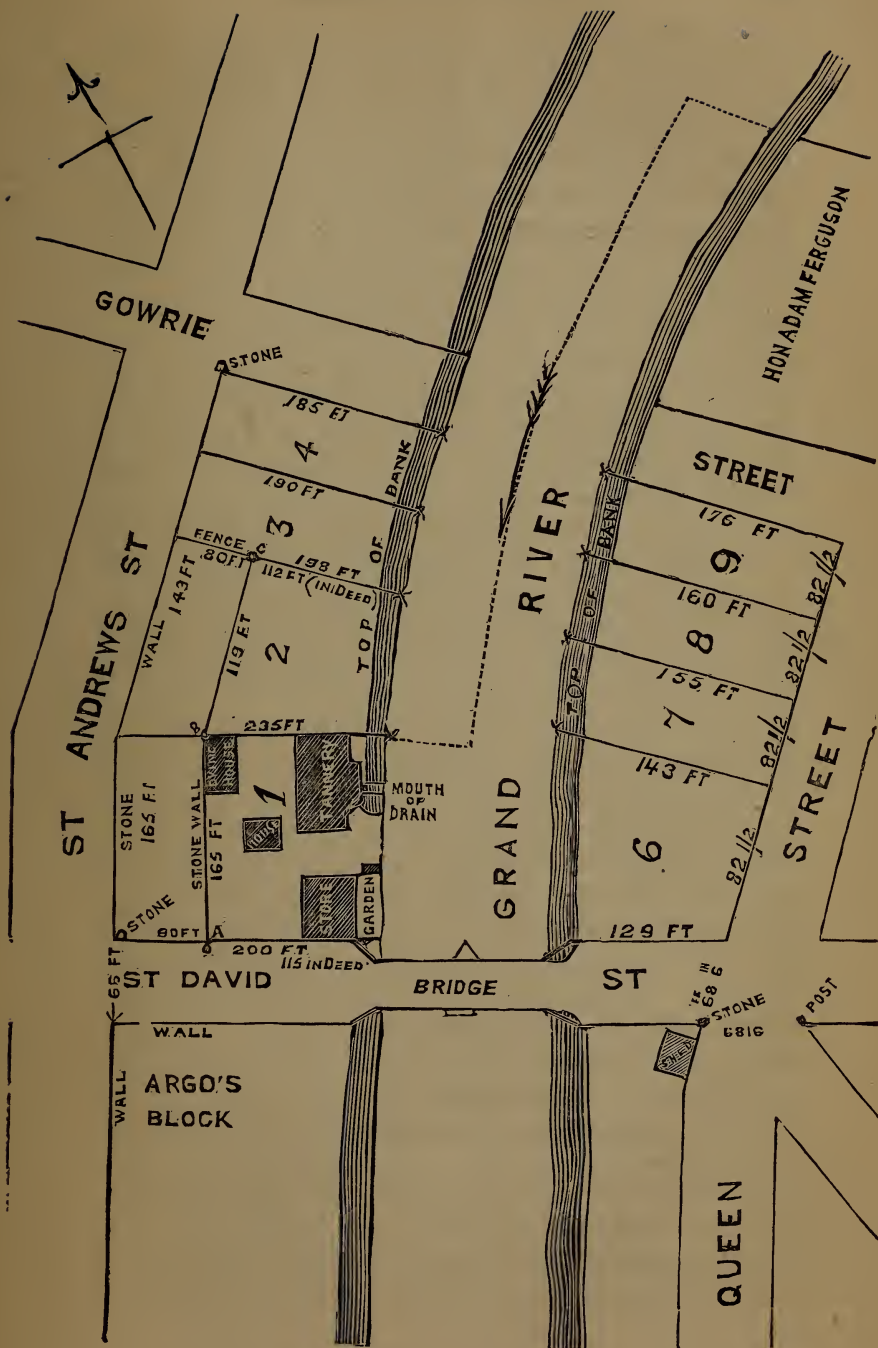 GOWRIE
STONE
185 FT
4
190 FT
3
FENCE
80FT
C
198 FT
112 FT (IN DEED)
143 FT
WALL
119 FT
2
TOP OF BANK
ST ANDREWS ST
B
235 FT
STONE
165 FT
STONE WALL
165 FT
1
TANNERY
MOUTH
OF
DRAIN
STORE
GARDEN
STONE
80FT
A
200 FT
115 IN DEED
66 FT
ST DAVID
BRIDGE
ST
WALL
WALL
ARGO'S
BLOCK
GRAND RIVER
HON ADAM FERGUSON
STREET
176 FT
9
82 1/2
160 FT
8
82 1/2
155 FT
7
82 1/2
143 FT
6
82 1/2
TOP OF BANK
129 FT
STREET
STONE
POST
SHED
QUEEN